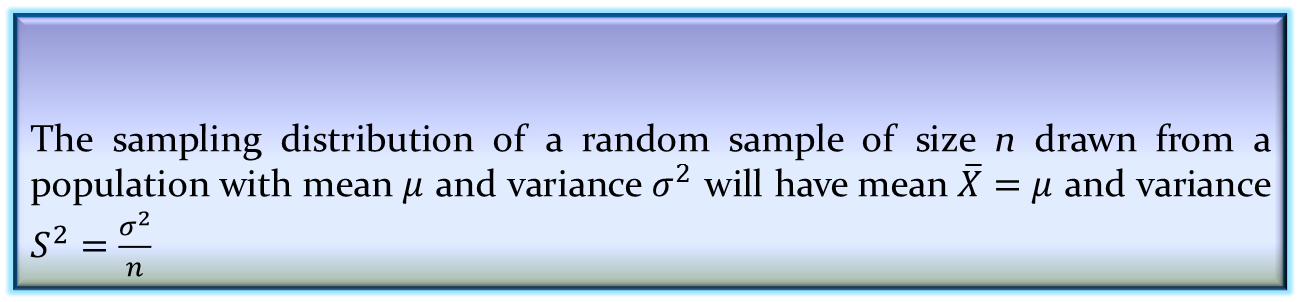 The sampling distribution of a random sample of size n drawn from a
population with mean μ and variance σ² will have mean X̄ = μ and variance
S² = σ²/n